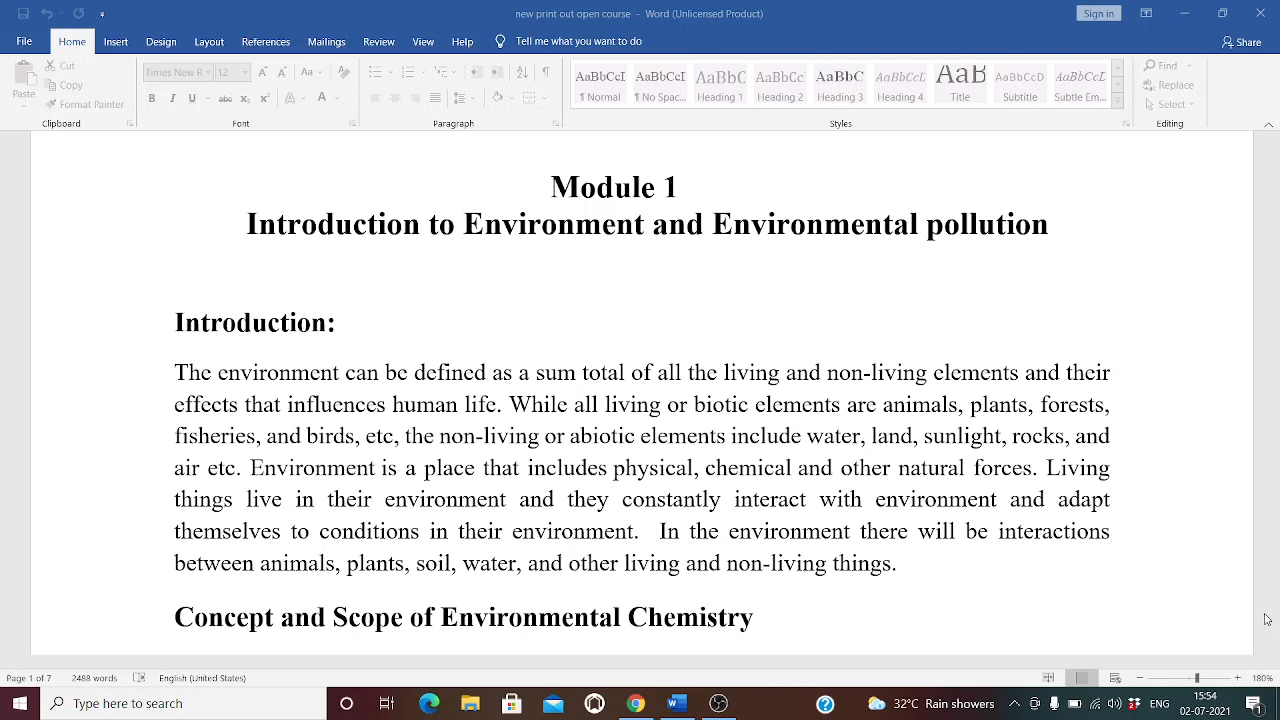 new print out open course - Word (Unlicensed Product)
Sign in
File Home Insert Design Layout References Mailings Review View Help Tell me what you want to do Share
Paste
Cut
Copy
Format Painter
Clipboard
Times New R 12 Aa
B I U abc x₂ x² A A
Font
Paragraph
AaBbCcI AaBbCcI AaBbC AaBbCc AaBbC AaBbCcI AaB AaBbCcD AaBbCcI
¶ Normal ¶ No Spac... Heading 1 Heading 2 Heading 3 Heading 4 Title Subtitle Subtle Em...
Styles
Find
Replace
Select
Editing
Module 1
Introduction to Environment and Environmental pollution
Introduction:
The environment can be defined as a sum total of all the living and non-living elements and their
effects that influences human life. While all living or biotic elements are animals, plants, forests,
fisheries, and birds, etc, the non-living or abiotic elements include water, land, sunlight, rocks, and
air etc. Environment is a place that includes physical, chemical and other natural forces. Living
things live in their environment and they constantly interact with environment and adapt
themselves to conditions in their environment. In the environment there will be interactions
between animals, plants, soil, water, and other living and non-living things.
Concept and Scope of Environmental Chemistry
Page 1 of 7 2488 words English (United States) 180%
Type here to search
32°C Rain showers
ENG
15:54
02-07-2021